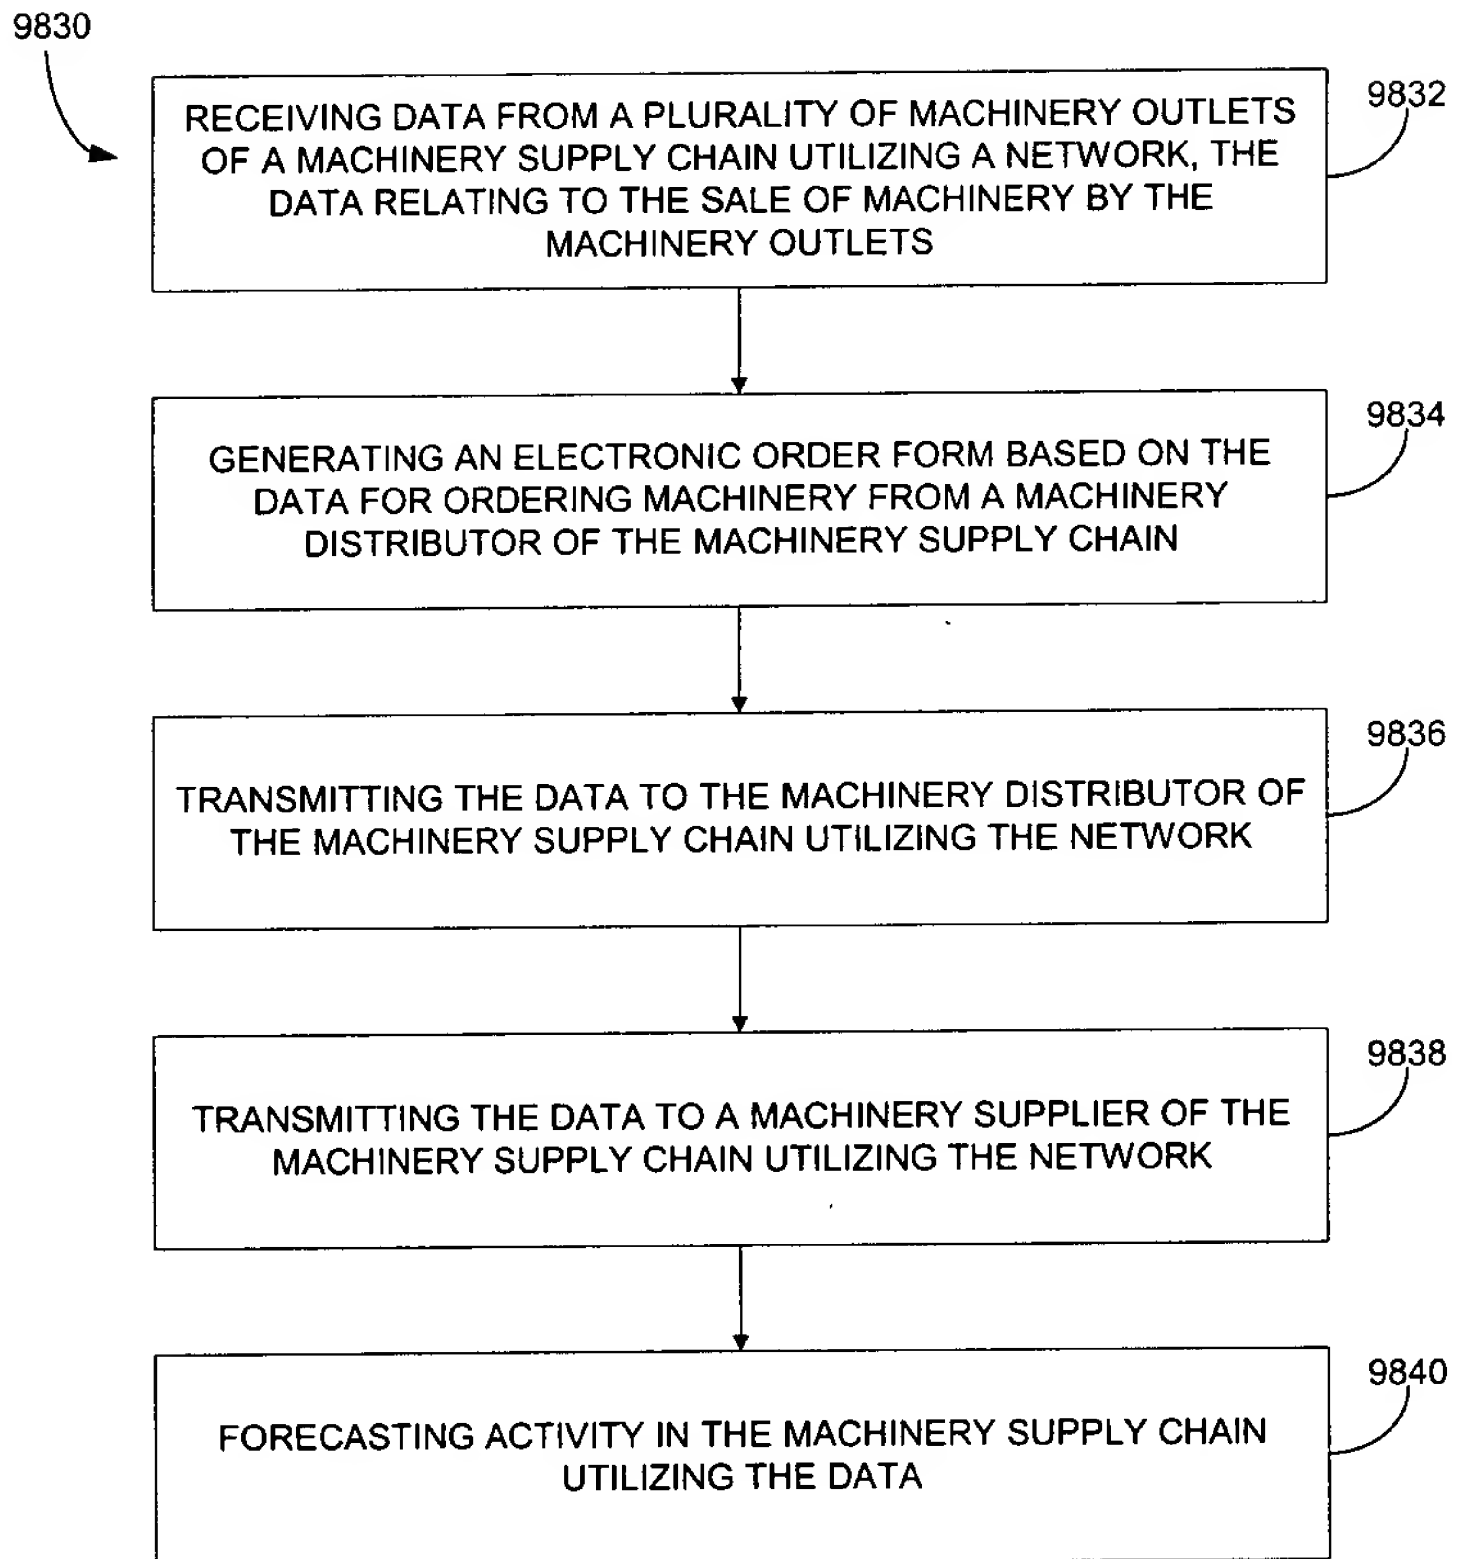 9830
RECEIVING DATA FROM A PLURALITY OF MACHINERY OUTLETS
OF A MACHINERY SUPPLY CHAIN UTILIZING A NETWORK, THE
DATA RELATING TO THE SALE OF MACHINERY BY THE
MACHINERY OUTLETS
9832
GENERATING AN ELECTRONIC ORDER FORM BASED ON THE
DATA FOR ORDERING MACHINERY FROM A MACHINERY
DISTRIBUTOR OF THE MACHINERY SUPPLY CHAIN
9834
TRANSMITTING THE DATA TO THE MACHINERY DISTRIBUTOR OF
THE MACHINERY SUPPLY CHAIN UTILIZING THE NETWORK
9836
TRANSMITTING THE DATA TO A MACHINERY SUPPLIER OF THE
MACHINERY SUPPLY CHAIN UTILIZING THE NETWORK
9838
FORECASTING ACTIVITY IN THE MACHINERY SUPPLY CHAIN
UTILIZING THE DATA
9840